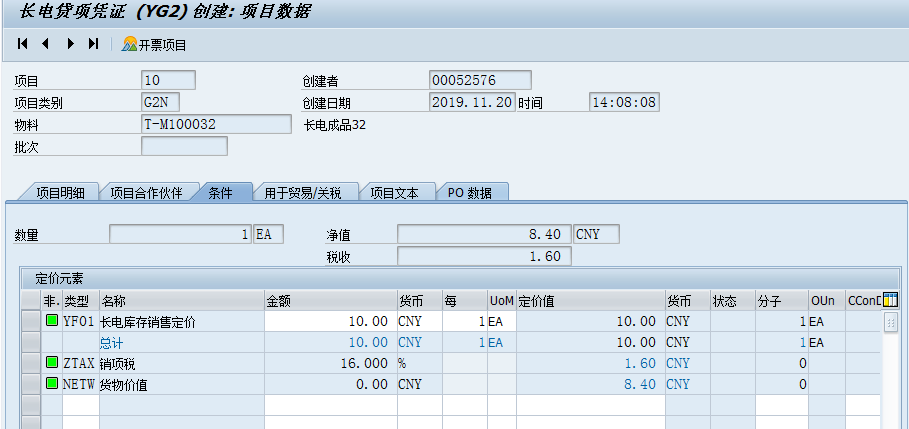 长电贷项凭证 (YG2) 创建: 项目数据
开票项目
项目 10 创建者 00052576
项目类别 G2N 创建日期 2019.11.20 时间 14:08:08
物料 T-M100032 长电成品32
批次
项目明细 项目合作伙伴 条件 用于贸易/关税 项目文本 PO 数据
数量 1 EA 净值 8.40 CNY
税收 1.60
定价元素
非. 类型 名称 金额 货币 每 UoM 定价值 货币 状态 分子 OUn CConD
YF01 长电库存销售定价 10.00 CNY 1 EA 10.00 CNY 1 EA
总计 10.00 CNY 1 EA 10.00 CNY 1 EA
ZTAX 销项税 16.000 % 1.60 CNY 0
NETW 货物价值 0.00 CNY 8.40 CNY 0